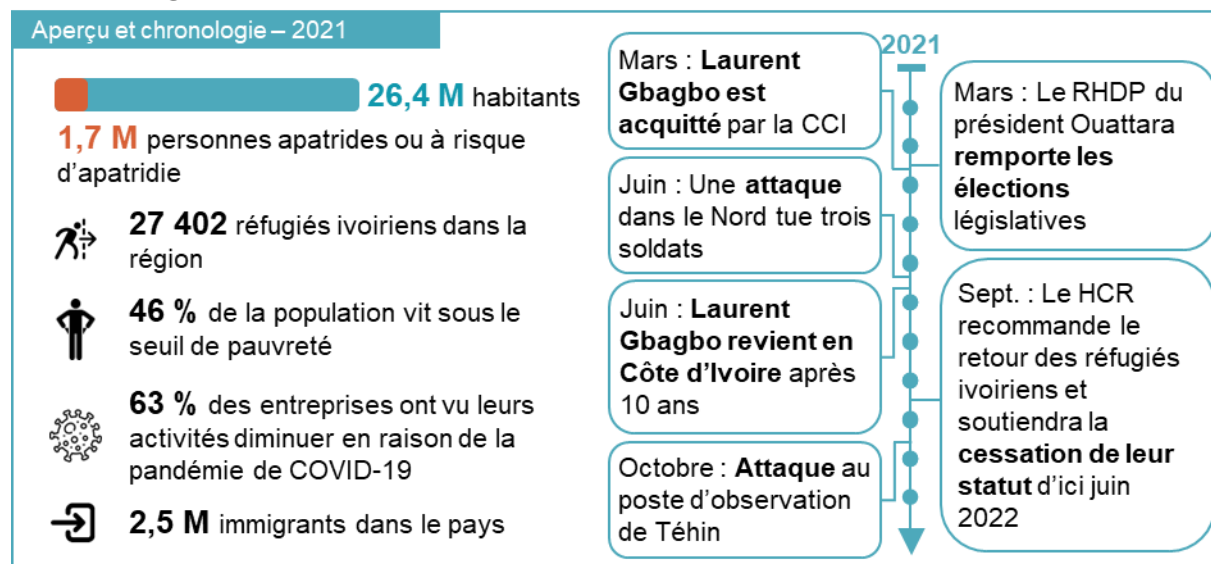 Aperçu et chronologie – 2021
26,4 M habitants
1,7 M personnes apatrides ou à risque
d’apatridie
27 402 réfugiés ivoiriens dans la
région
46 % de la population vit sous le
seuil de pauvreté
63 % des entreprises ont vu leurs
activités diminuer en raison de la
pandémie de COVID-19
2,5 M immigrants dans le pays
2021
Mars : Laurent
Gbagbo est
acquitté par la CCI
Mars : Le RHDP du
président Ouattara
remporte les
élections
législatives
Juin : Une attaque
dans le Nord tue trois
soldats
Juin : Laurent
Gbagbo revient en
Côte d’Ivoire après
10 ans
Sept. : Le HCR
recommande le
retour des réfugiés
ivoiriens et
soutiendra la
cessation de leur
statut d’ici juin
2022
Octobre : Attaque au
poste d’observation
de Téhin